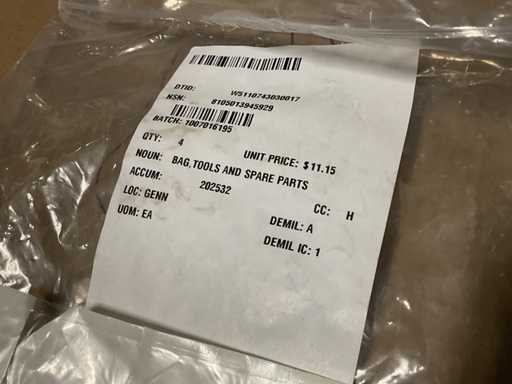 DTID: W5110743030017
NSN: 8105013945929
BATCH: 1007016195
QTY: 4 UNIT PRICE: $11.15
NOUN: BAG,TOOLS AND SPARE PARTS
ACCUM: 202532 CC: H
LOC: GENN DEMIL: A
UOM: EA DEMIL IC: 1